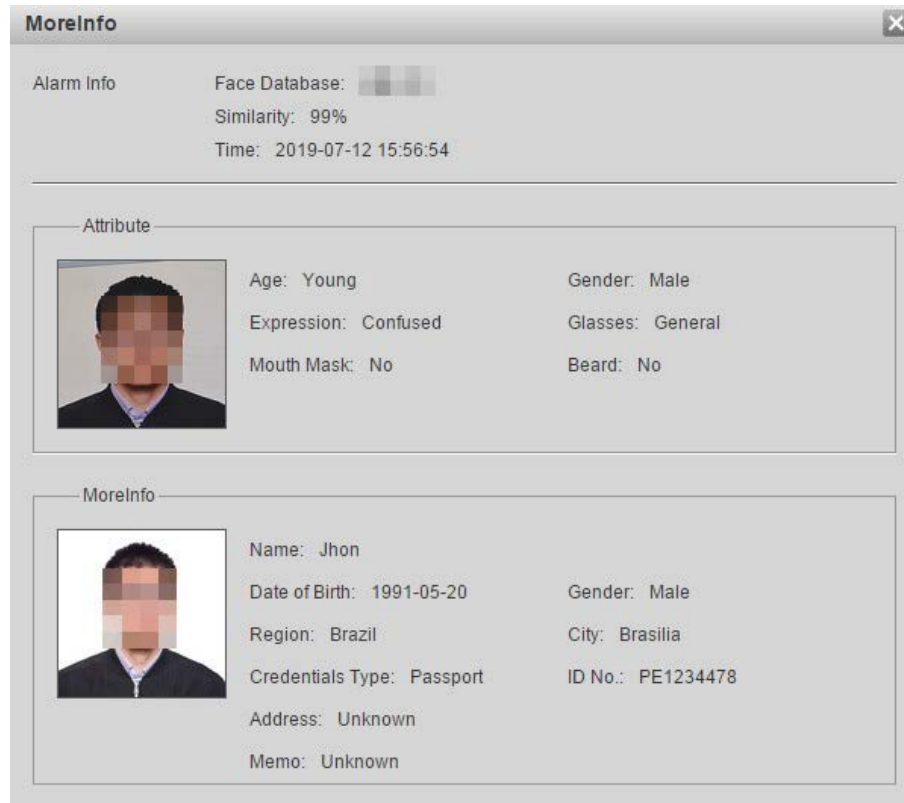 MoreInfo
Alarm Info Face Database:
Similarity: 99%
Time: 2019-07-12 15:56:54
Attribute
Age: Young Gender: Male
Expression: Confused Glasses: General
Mouth Mask: No Beard: No
MoreInfo
Name: Jhon
Date of Birth: 1991-05-20 Gender: Male
Region: Brazil City: Brasilia
Credentials Type: Passport ID No.: PE1234478
Address: Unknown
Memo: Unknown